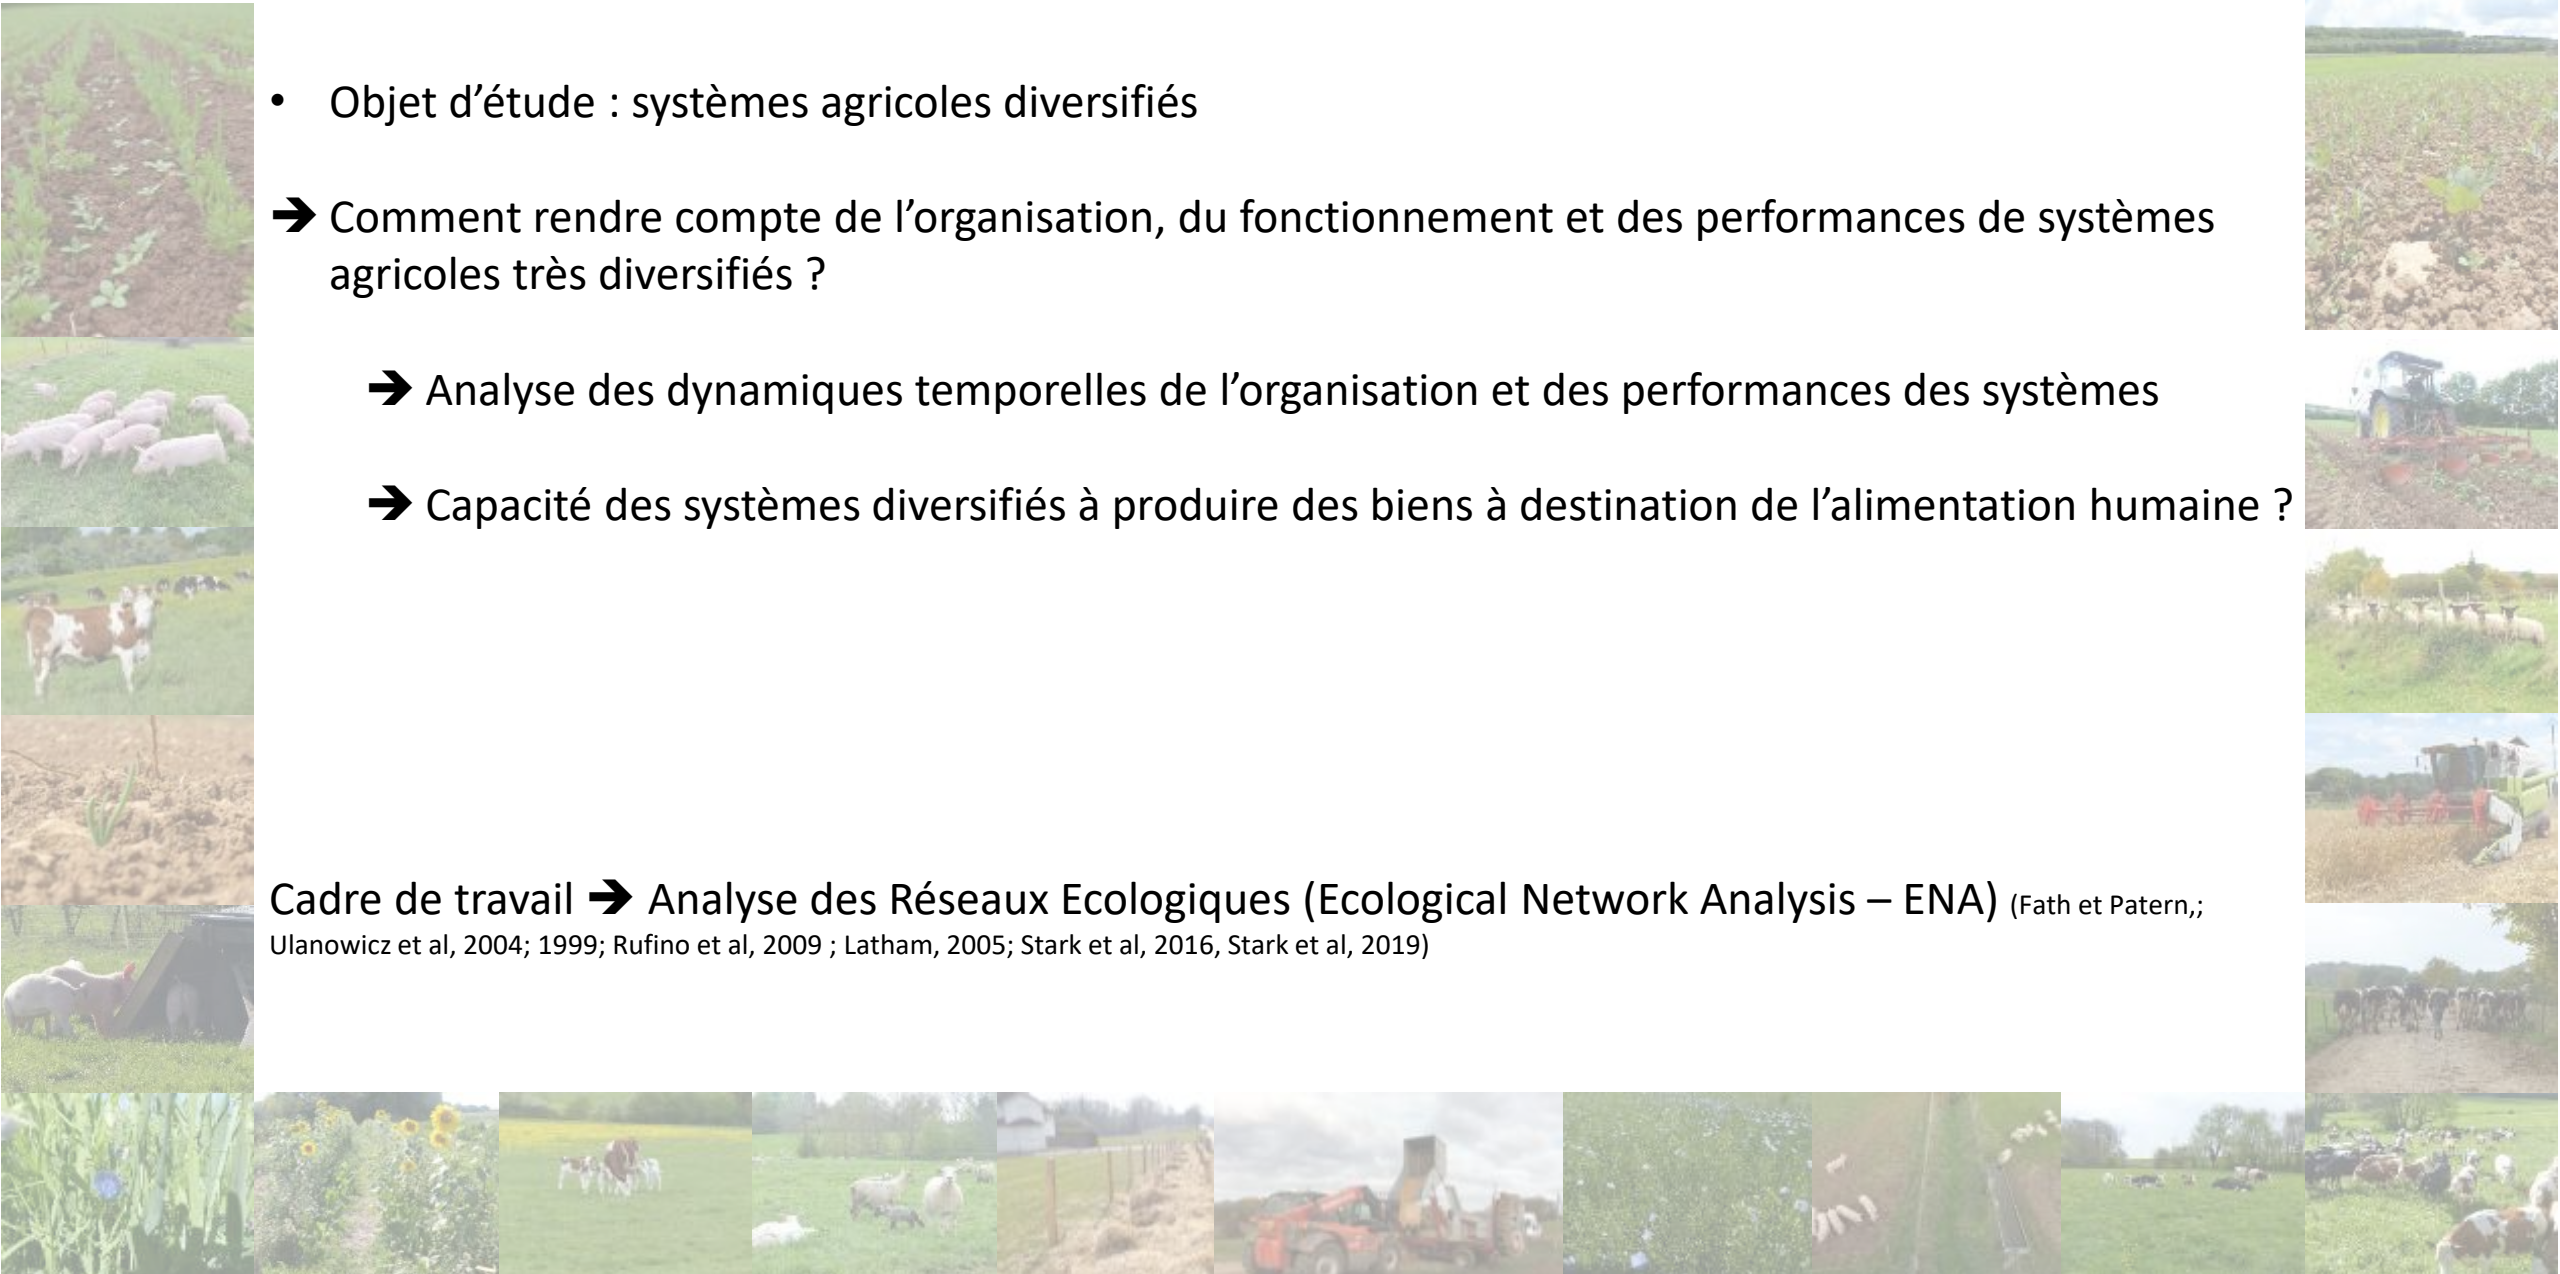 • Objet d’étude : systèmes agricoles diversifiés
➔ Comment rendre compte de l’organisation, du fonctionnement et des performances de systèmes
agricoles très diversifiés ?
➔ Analyse des dynamiques temporelles de l’organisation et des performances des systèmes
➔ Capacité des systèmes diversifiés à produire des biens à destination de l’alimentation humaine ?
Cadre de travail ➔ Analyse des Réseaux Ecologiques (Ecological Network Analysis – ENA) (Fath et Patern,;
Ulanowicz et al, 2004; 1999; Rufino et al, 2009 ; Latham, 2005; Stark et al, 2016, Stark et al, 2019)